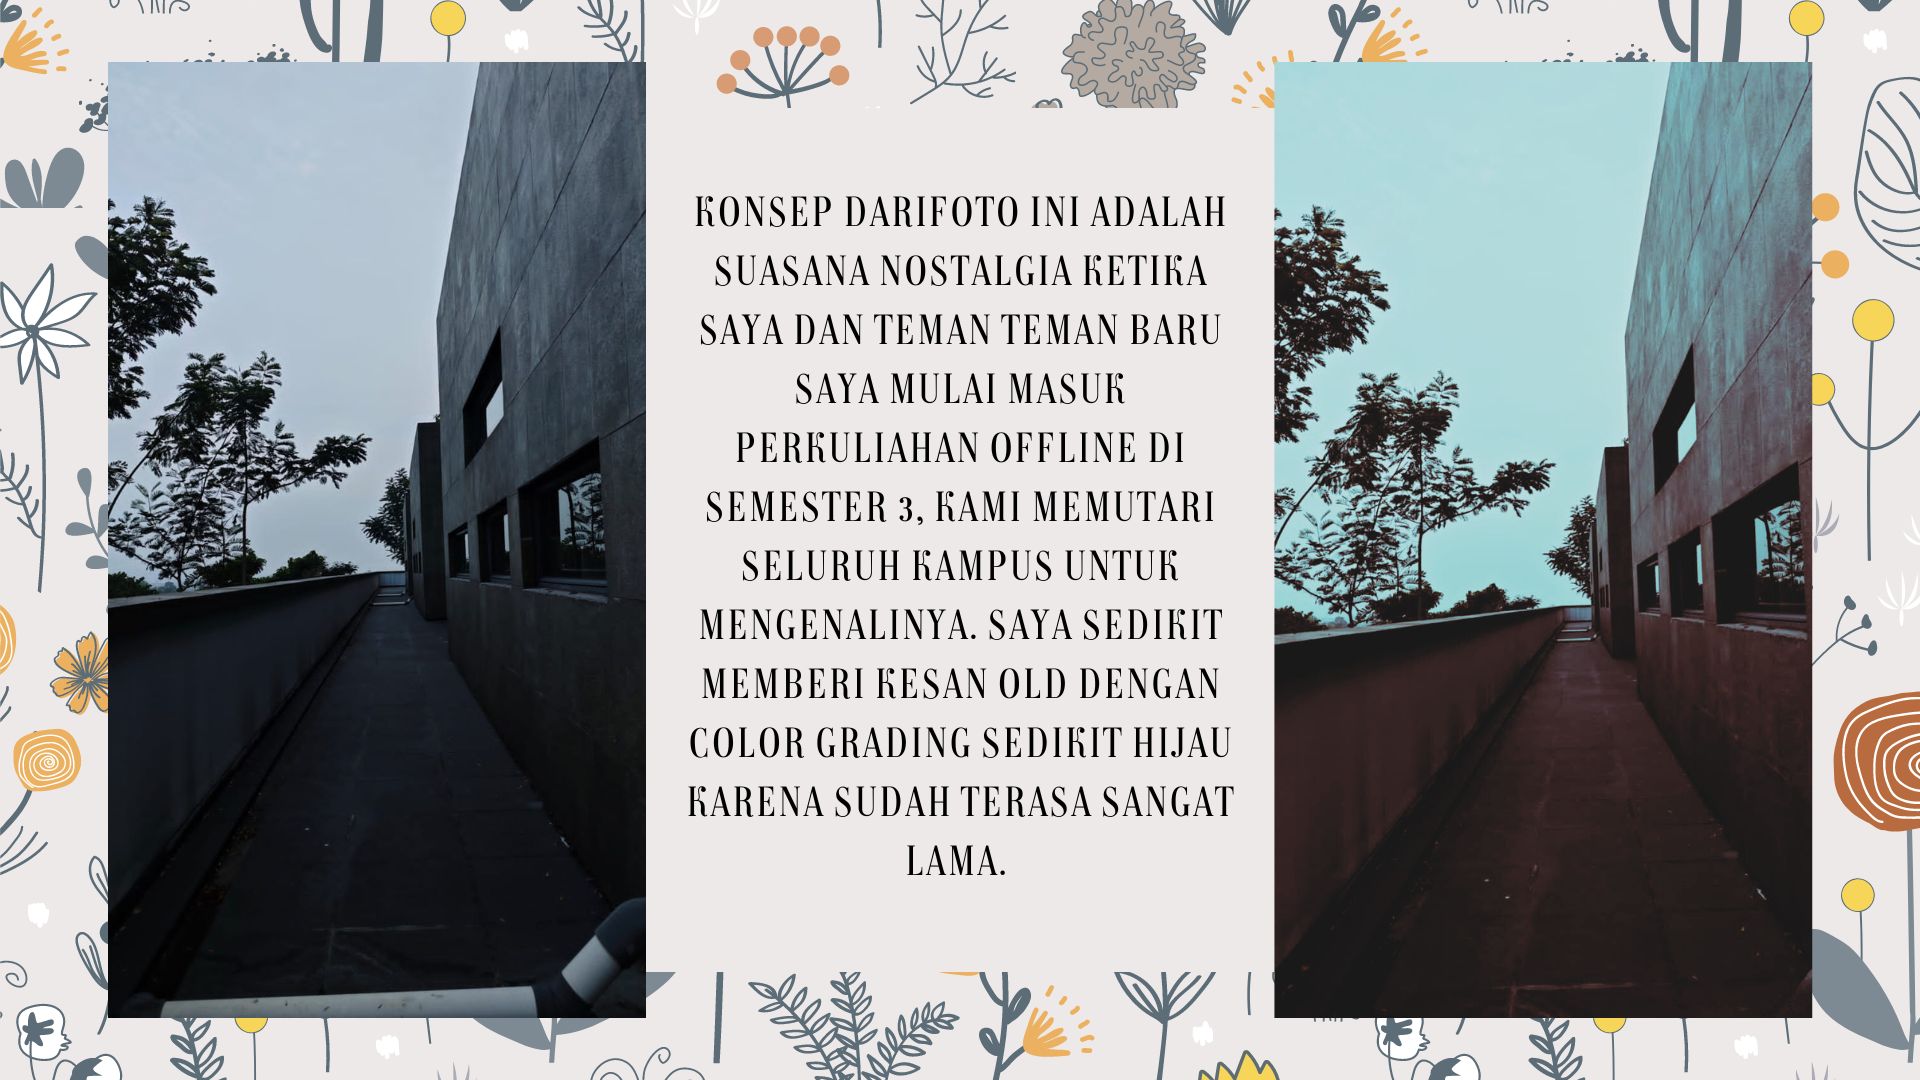 KONSEP DARIFOTO INI ADALAH
SUASANA NOSTALGIA KETIKA
SAYA DAN TEMAN TEMAN BARU
SAYA MULAI MASUK
PERKULIAHAN OFFLINE DI
SEMESTER 3, KAMI MEMUTARI
SELURUH KAMPUS UNTUK
MENGENALINYA. SAYA SEDIKIT
MEMBERI KESAN OLD DENGAN
COLOR GRADING SEDIKIT HIJAU
KARENA SUDAH TERASA SANGAT
LAMA.